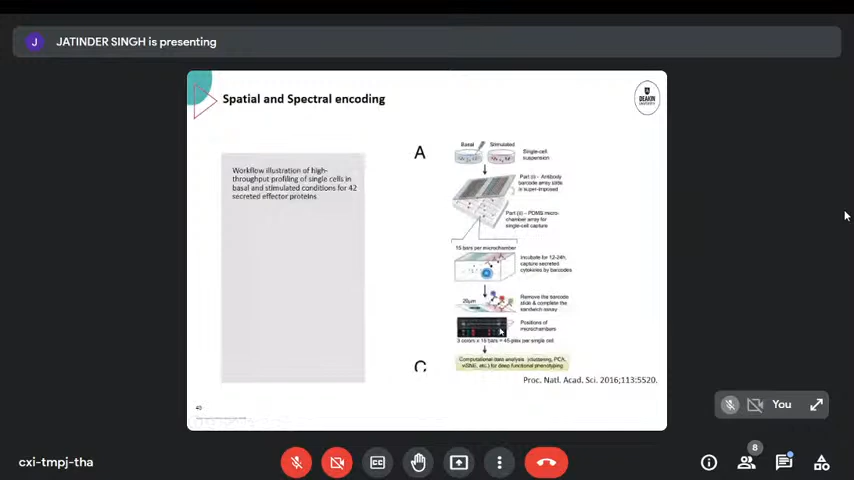 J JATINDER SINGH is presenting
Spatial and Spectral encoding
DEAKIN
UNIVERSITY
Workflow illustration of high-
throughput profiling of single cells in
basal and stimulated conditions for 42
secreted effector proteins
A
Basal Stimulated
Single-cell
suspension
Part (i) - Antibody
barcode array slide
is super-imposed
Part (ii) - PDMS micro-
chamber array for
single-cell capture
15 bars per microchamber
Incubate for 12-24h,
capture secreted
cytokines by barcodes
20µm
Remove the barcode
slide & complete the
sandwich assay
Positions of
microchambers
3 colors x 15 bars = 45-plex per single cell
C
Computational data analysis (clustering, PCA,
viSNE, etc.) for deep functional phenotyping
Proc. Natl. Acad. Sci. 2016;113:5520.
You
8
cxi-tmpj-tha